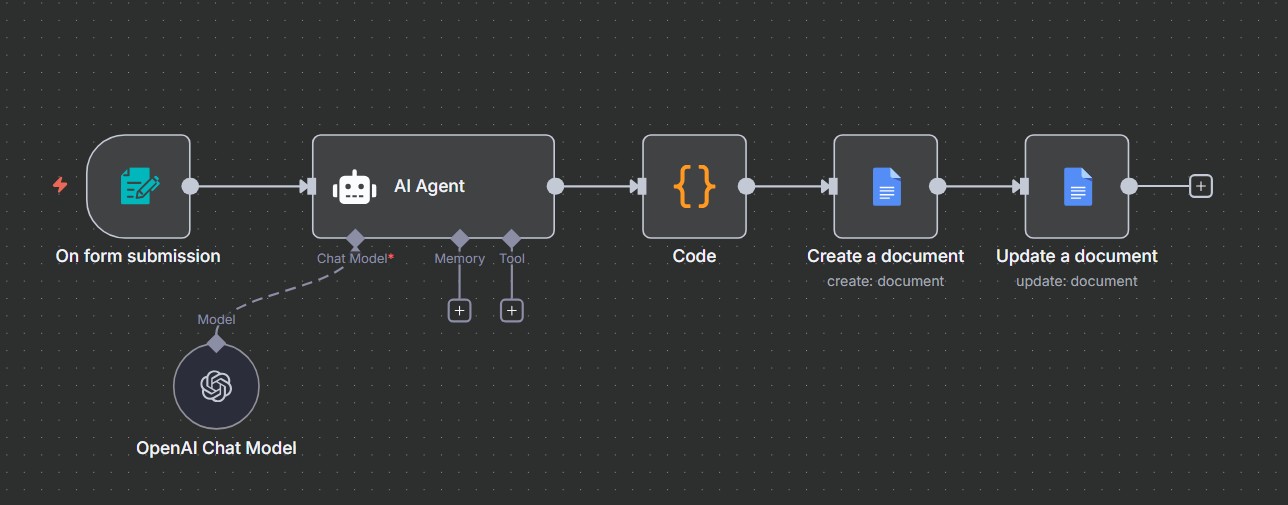 AI Agent
On form submission
Chat Model*
Memory
Tool
Code
Create a document
create: document
Update a document
update: document
Model
OpenAI Chat Model